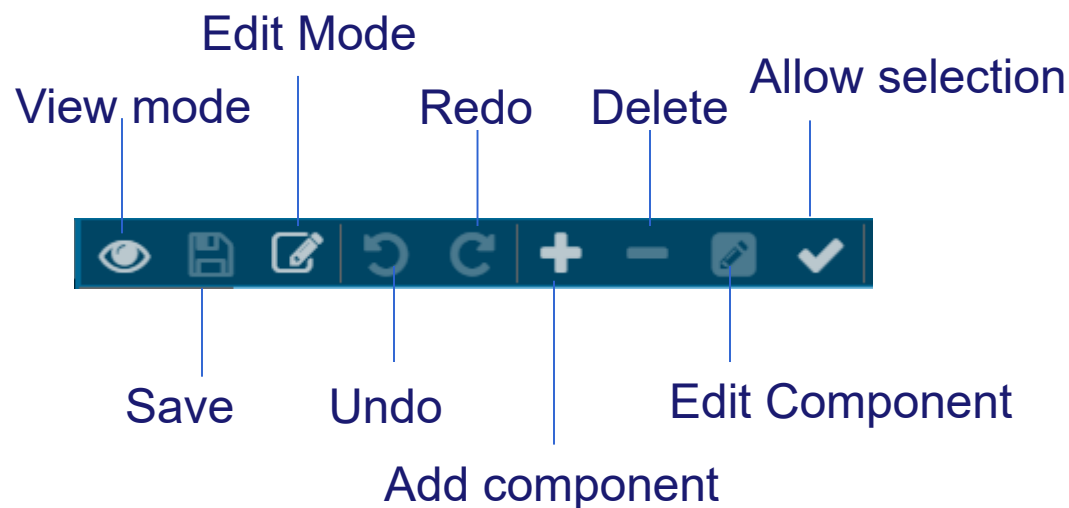 Edit Mode
View mode
Redo
Delete
Allow selection
Save
Undo
Edit Component
Add component